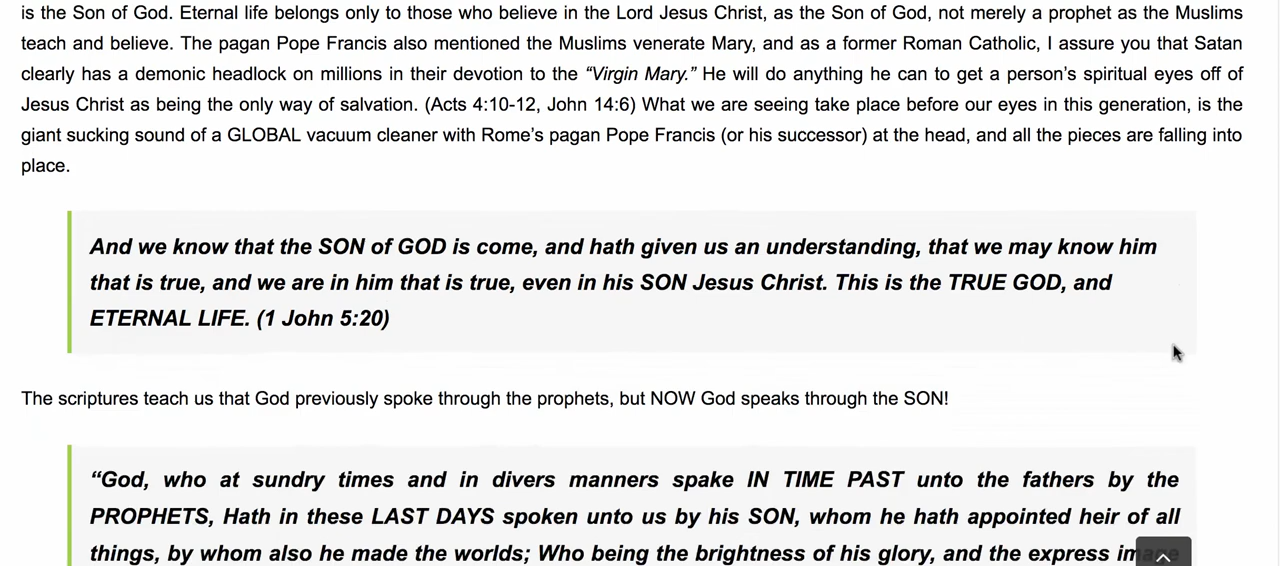 is the Son of God. Eternal life belongs only to those who believe in the Lord Jesus Christ, as the Son of God, not merely a prophet as the Muslims
teach and believe. The pagan Pope Francis also mentioned the Muslims venerate Mary, and as a former Roman Catholic, I assure you that Satan
clearly has a demonic headlock on millions in their devotion to the “Virgin Mary.” He will do anything he can to get a person’s spiritual eyes off of
Jesus Christ as being the only way of salvation. (Acts 4:10-12, John 14:6) What we are seeing take place before our eyes in this generation, is the
giant sucking sound of a GLOBAL vacuum cleaner with Rome’s pagan Pope Francis (or his successor) at the head, and all the pieces are falling into
place.
And we know that the SON of GOD is come, and hath given us an understanding, that we may know him
that is true, and we are in him that is true, even in his SON Jesus Christ. This is the TRUE GOD, and
ETERNAL LIFE. (1 John 5:20)
The scriptures teach us that God previously spoke through the prophets, but NOW God speaks through the SON!
“God, who at sundry times and in divers manners spake IN TIME PAST unto the fathers by the
PROPHETS, Hath in these LAST DAYS spoken unto us by his SON, whom he hath appointed heir of all
things, by whom also he made the worlds; Who being the brightness of his glory, and the express image